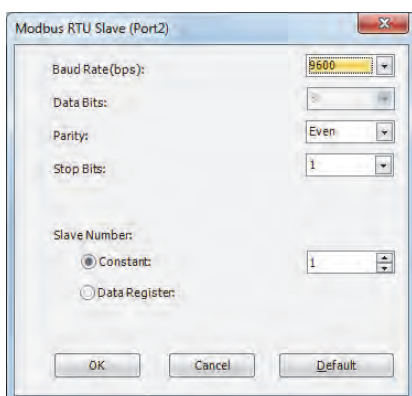 Modbus RTU Slave (Port2)
Baud Rate(bps): 9600
Data Bits: 8
Parity: Even
Stop Bits: 1
Slave Number:
Constant: 1
Data Register:
OK Cancel Default